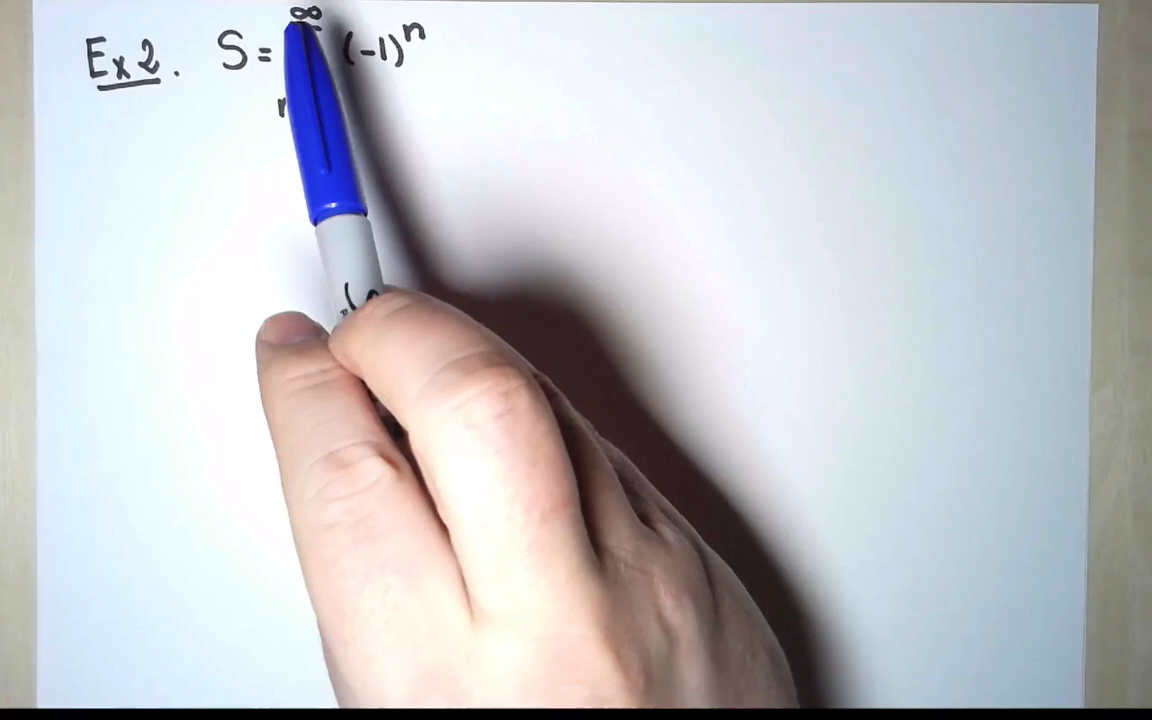 Ex 2. S = ∞ (-1)^n